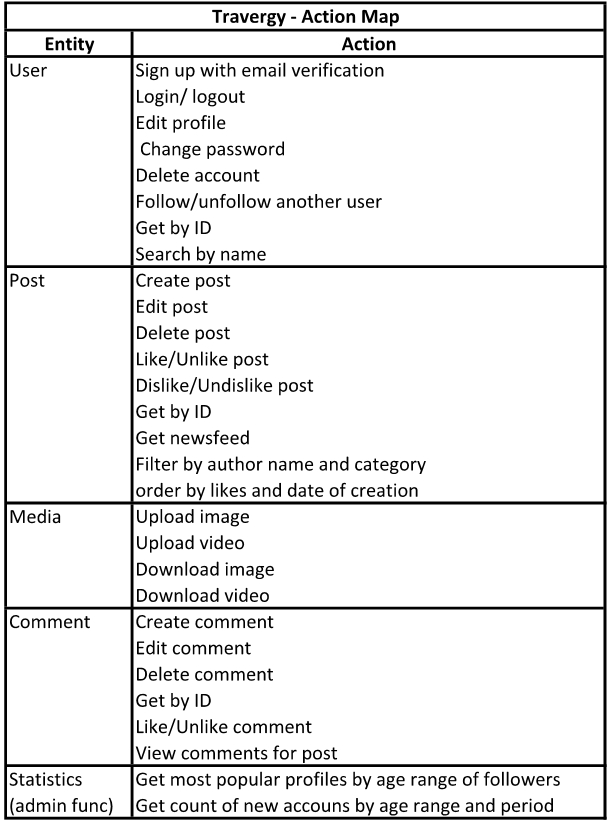 Travergy - Action Map
Entity Action
User Sign up with email verification
Login/ logout
Edit profile
Change password
Delete account
Follow/unfollow another user
Get by ID
Search by name
Post Create post
Edit post
Delete post
Like/Unlike post
Dislike/Undislike post
Get by ID
Get newsfeed
Filter by author name and category
order by likes and date of creation
Media Upload image
Upload video
Download image
Download video
Comment Create comment
Edit comment
Delete comment
Get by ID
Like/Unlike comment
View comments for post
Statistics Get most popular profiles by age range of followers
(admin func) Get count of new accouns by age range and period